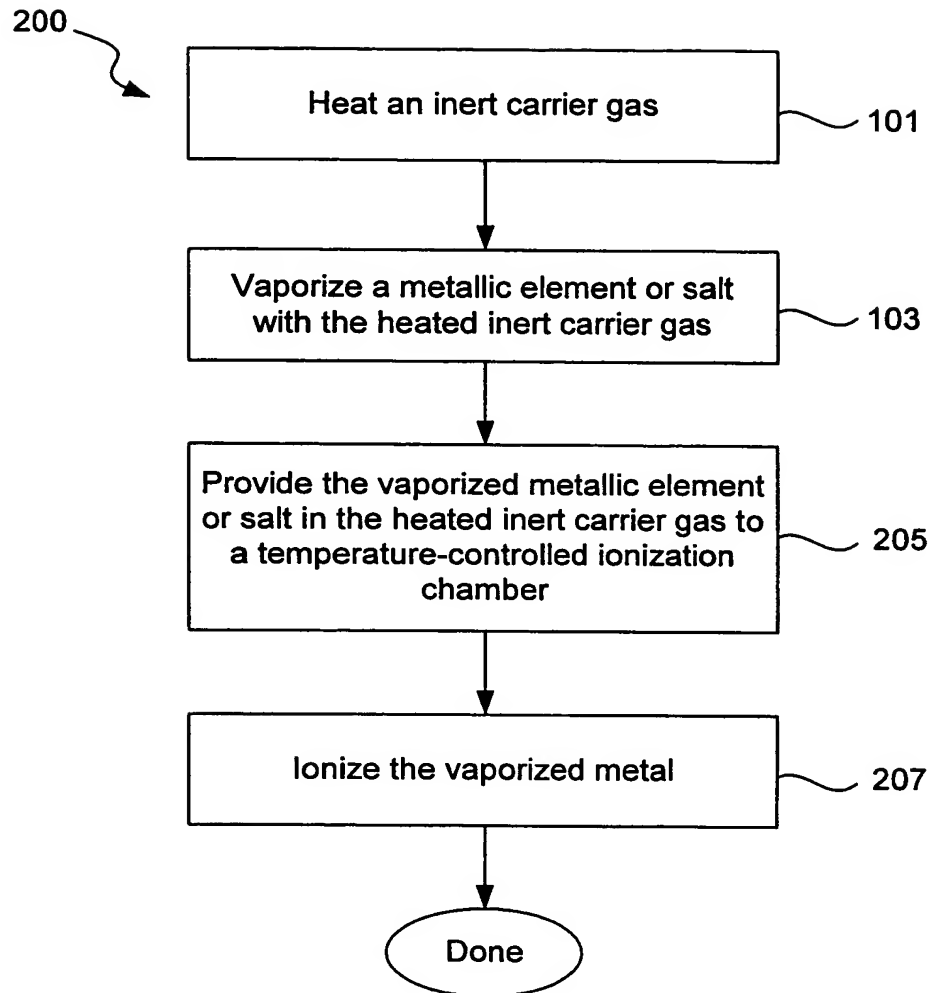 200
Heat an inert carrier gas
101
Vaporize a metallic element or salt
with the heated inert carrier gas
103
Provide the vaporized metallic element
or salt in the heated inert carrier gas to
a temperature-controlled ionization
chamber
205
Ionize the vaporized metal
207
Done